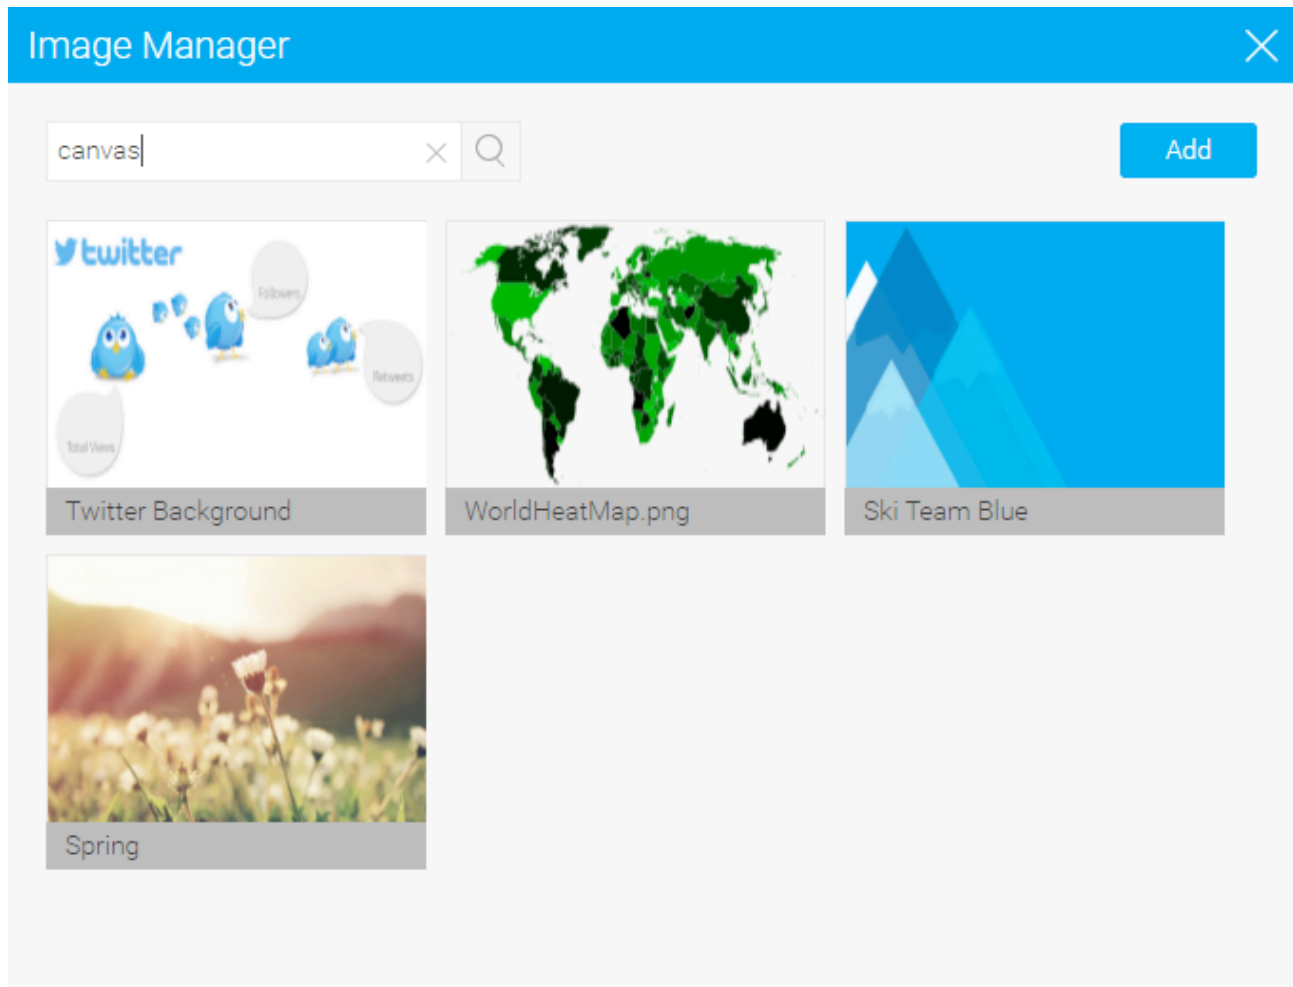 Image Manager
canvas
Add
twitter
Followers
Retweets
Total Views
Twitter Background
WorldHeatMap.png
Ski Team Blue
Spring